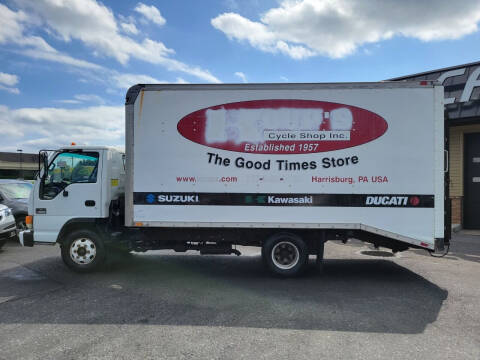 Cycle Shop Inc.
Established 1957
The Good Times Store
www. .com Harrisburg, PA USA
SUZUKI Kawasaki DUCATI